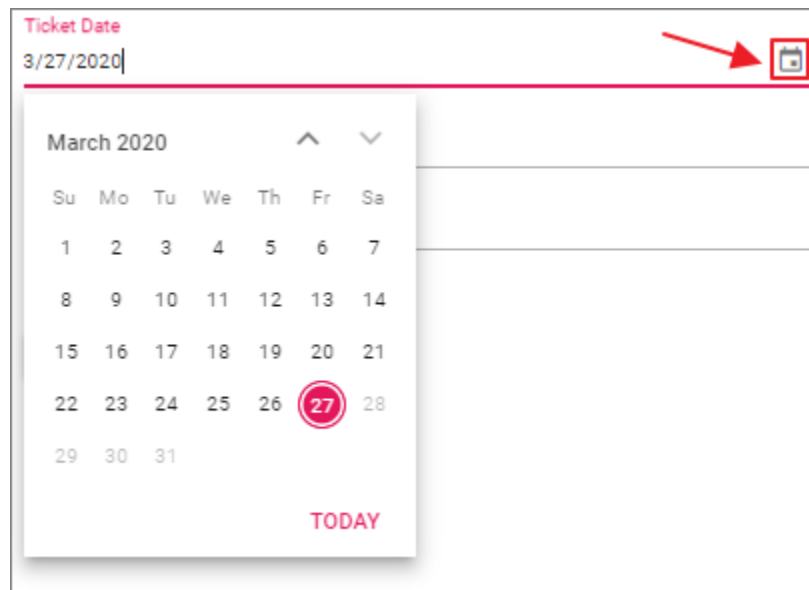 Ticket Date
3/27/2020
March 2020
Su Mo Tu We Th Fr Sa
1 2 3 4 5 6 7
8 9 10 11 12 13 14
15 16 17 18 19 20 21
22 23 24 25 26 27 28
29 30 31
TODAY